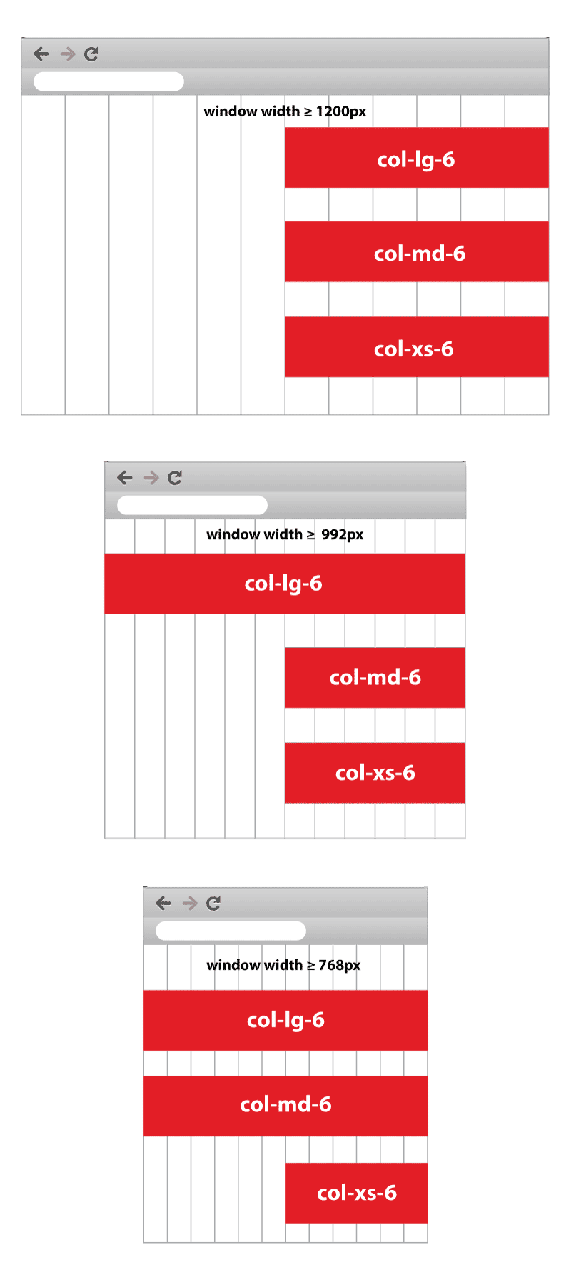 window width ≥ 1200px
col-lg-6
col-md-6
col-xs-6
window width ≥ 992px
col-lg-6
col-md-6
col-xs-6
window width ≥ 768px
col-lg-6
col-md-6
col-xs-6